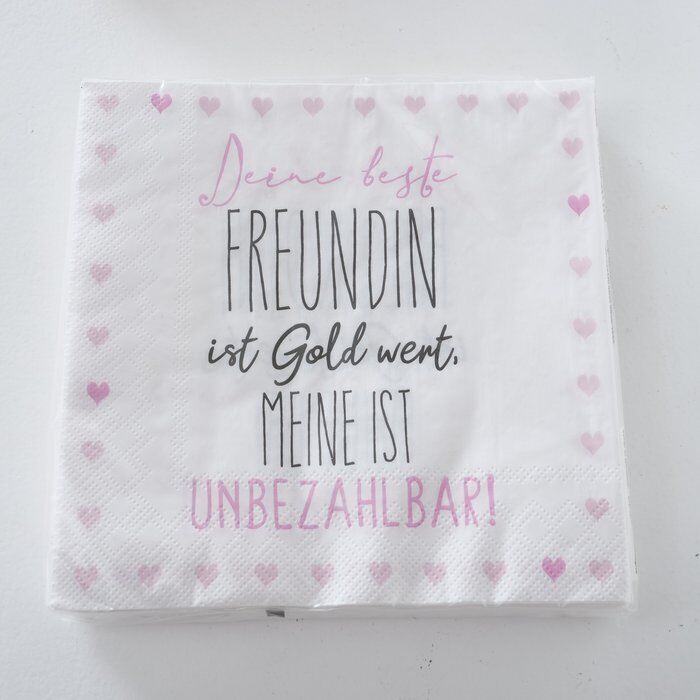 Deine beste
FREUNDIN
ist Gold wert,
MEINE IST
UNBEZAHLBAR!